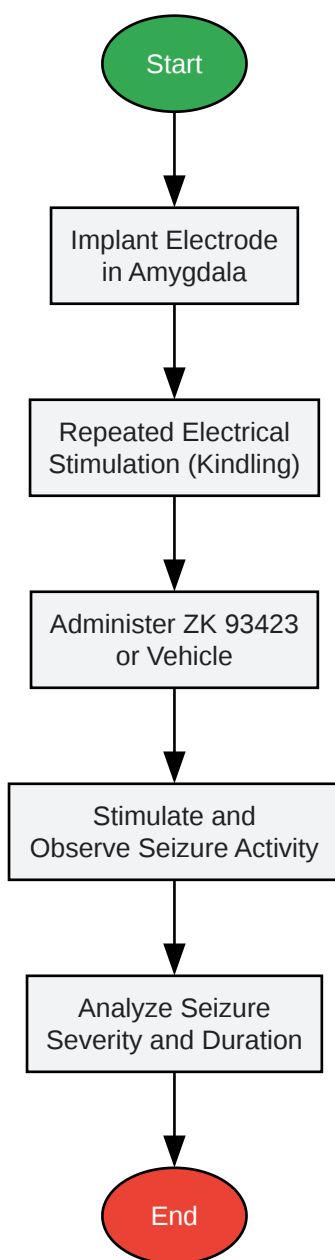 Start
Implant Electrode
in Amygdala
Repeated Electrical
Stimulation (Kindling)
Administer ZK 93423
or Vehicle
Stimulate and
Observe Seizure Activity
Analyze Seizure
Severity and Duration
End